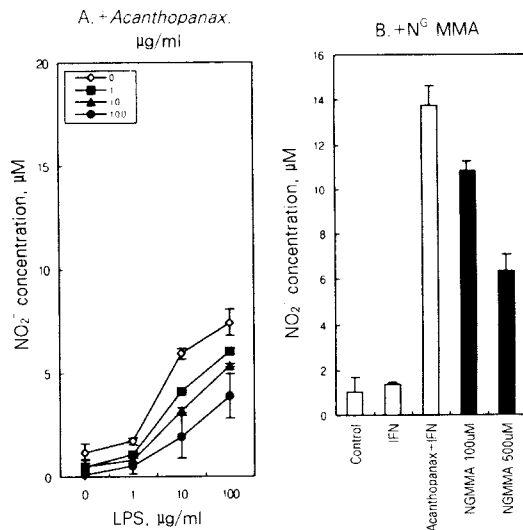 A. +Acanthopanax.
μg/ml
0
1
10
100
20
15
10
5
0
NO₂⁻ concentration, μM
0 1 10 100
LPS, μg/ml
B. +Nᴳ MMA
16
14
12
10
8
6
4
2
0
NO₂⁻ concentration, μM
Control
IFN
Acanthopanax+IFN
NGMMA 100uM
NGMMA 500uM